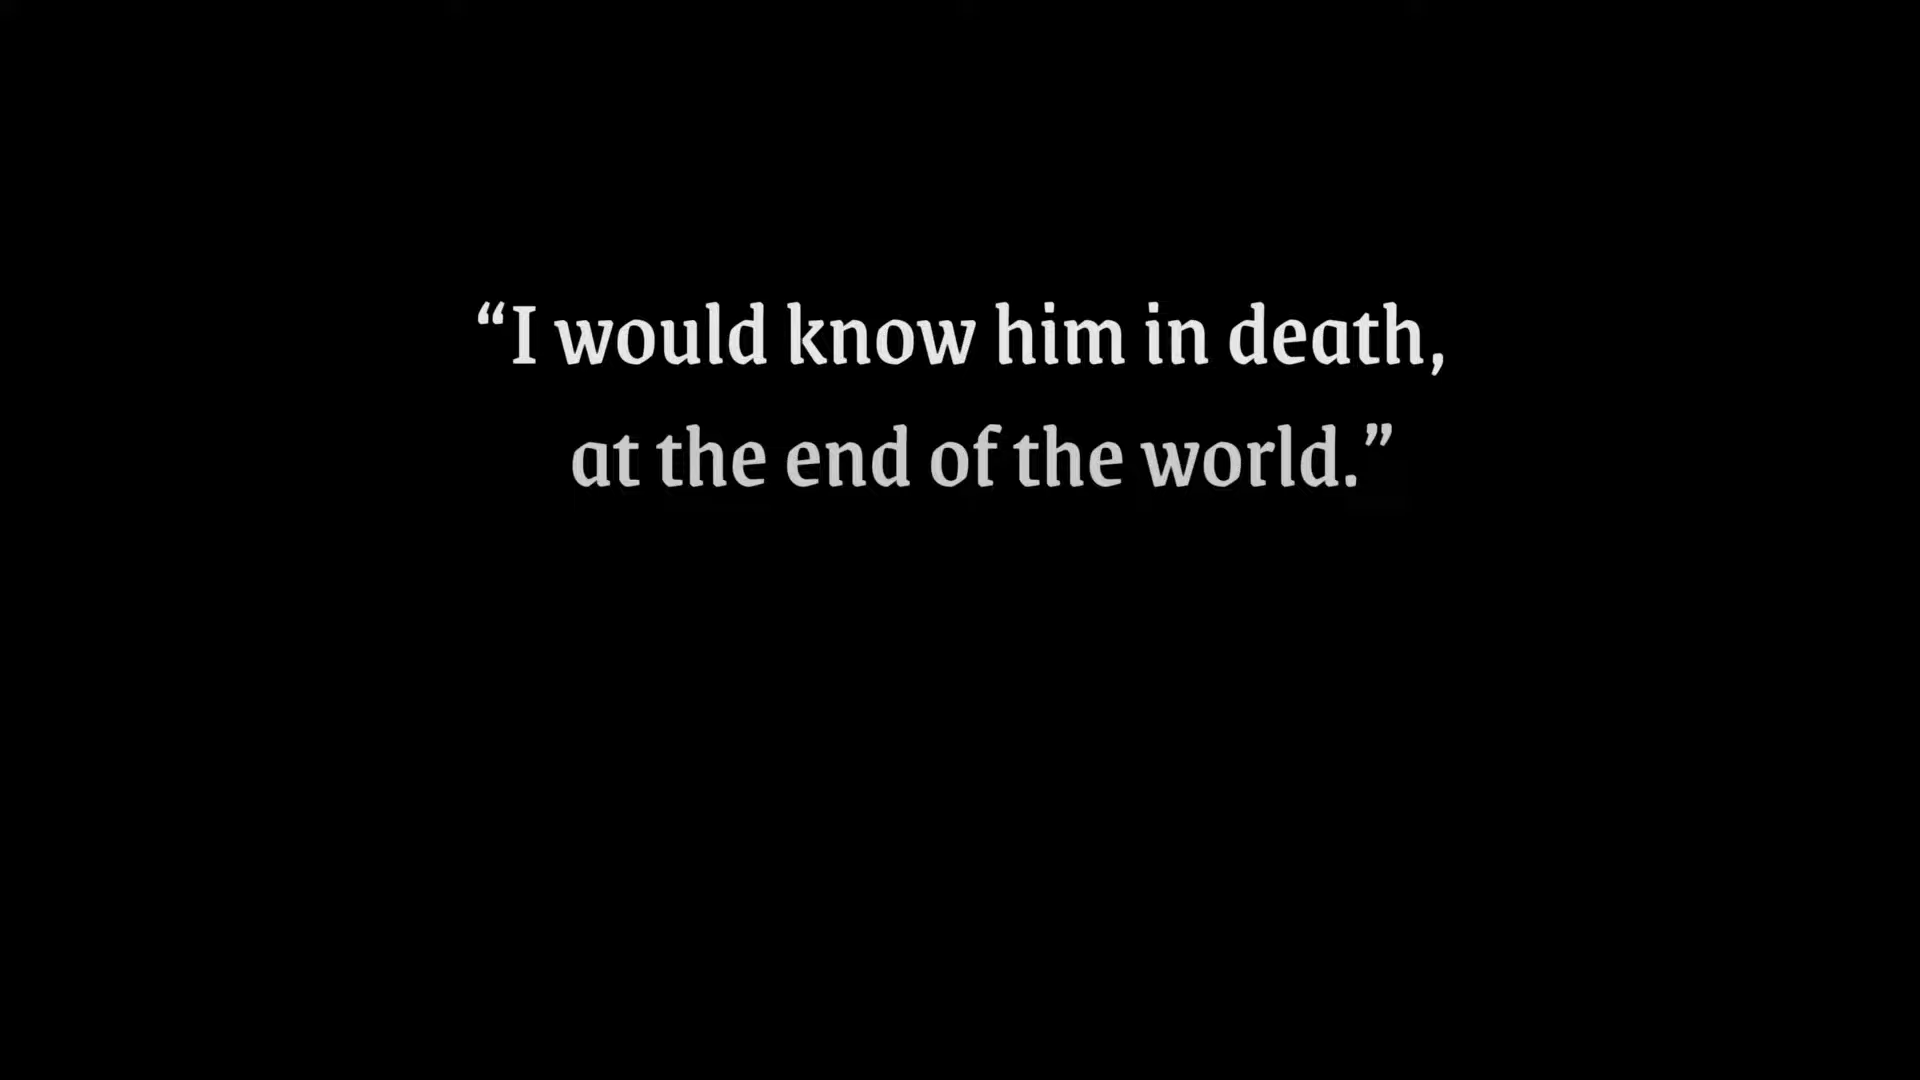 “I would know him in death,
at the end of the world.”